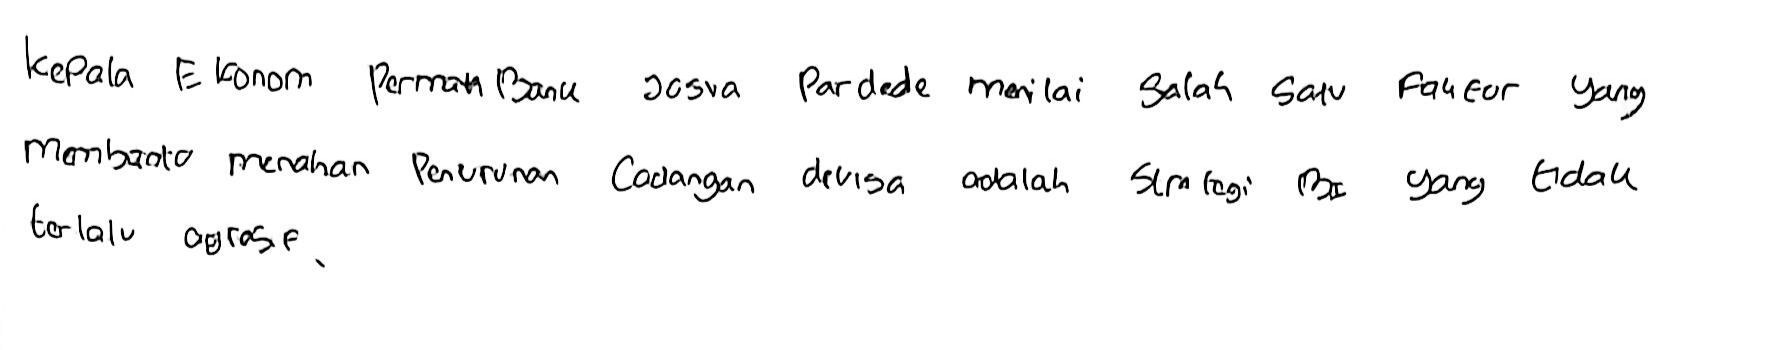 Kepala Ekonom Permata Bank Josua Pardede menilai salah satu faktor yang
membantu menahan penurunan cadangan devisa adalah strategi BI yang tidak
terlalu agresif.